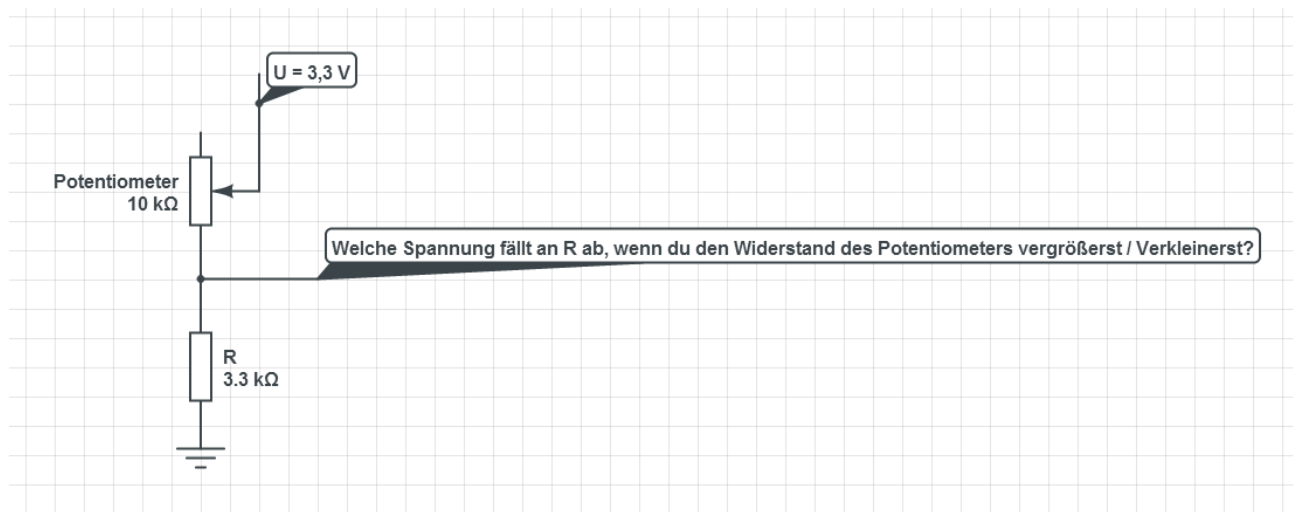 U = 3,3 V
Potentiometer
10 kΩ
Welche Spannung fällt an R ab, wenn du den Widerstand des Potentiometers vergrößerst / Verkleinerst?
R
3.3 kΩ